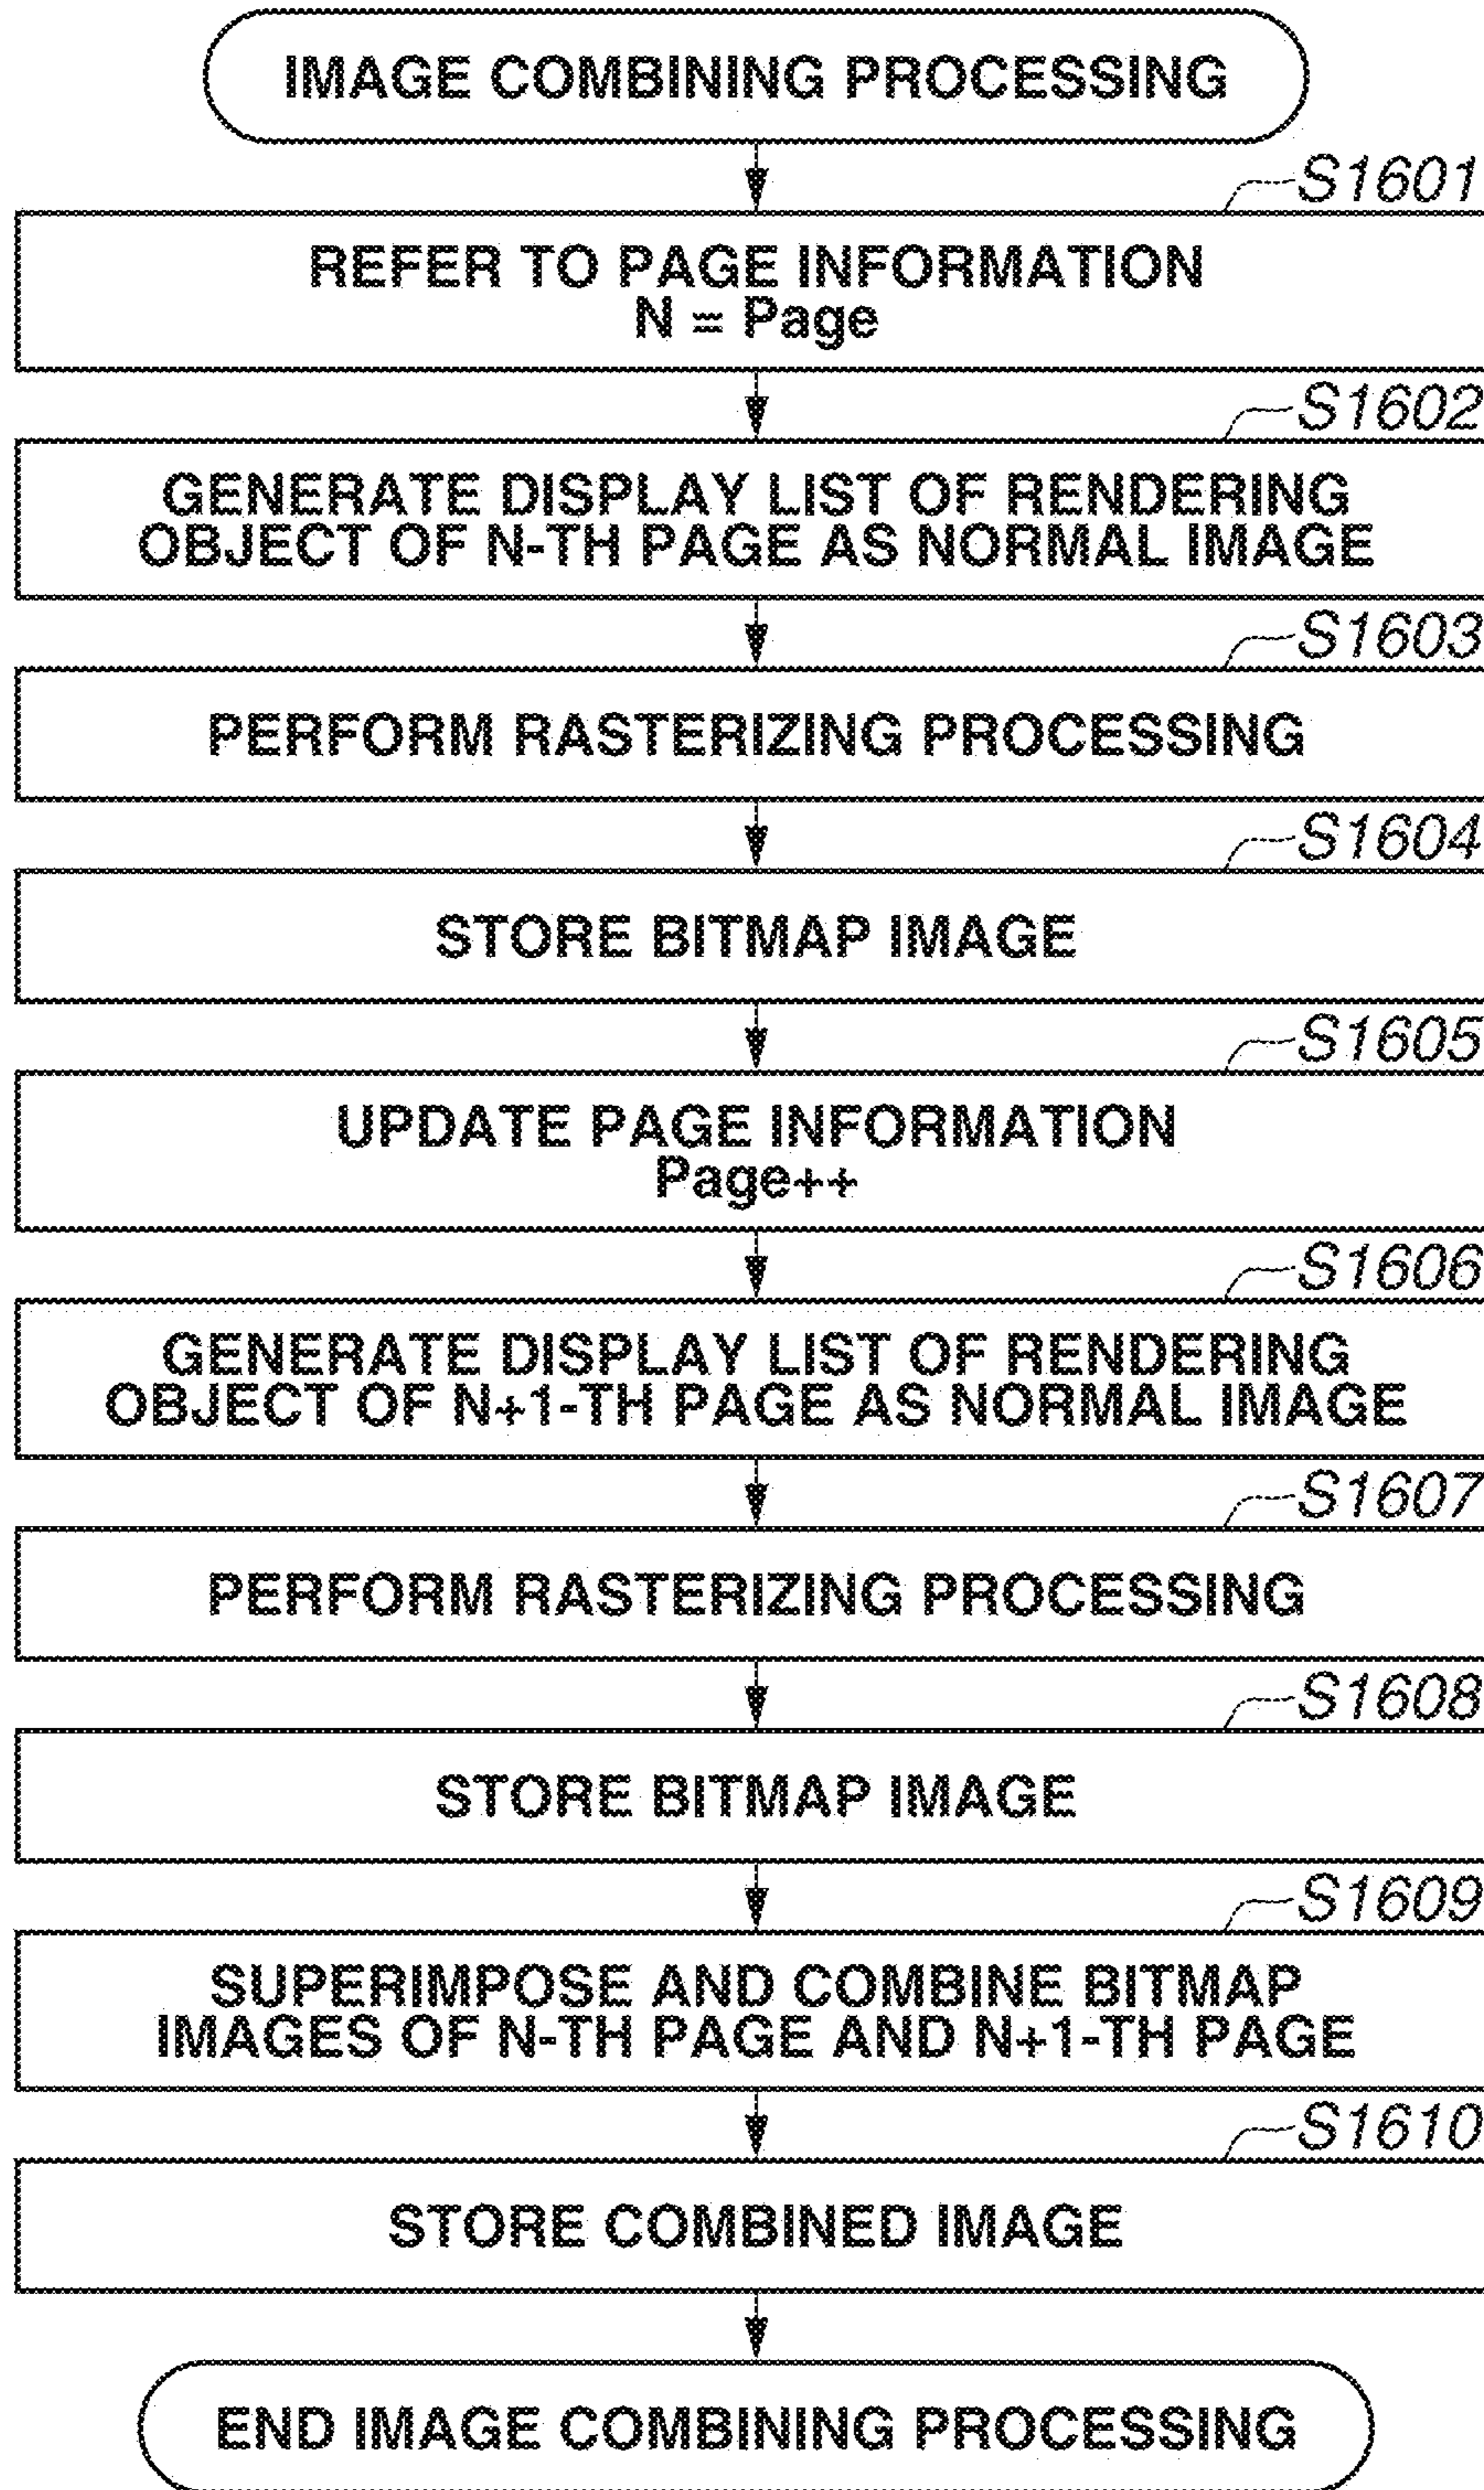 IMAGE COMBINING PROCESSING
S1601
REFER TO PAGE INFORMATION
N = Page
S1602
GENERATE DISPLAY LIST OF RENDERING
OBJECT OF N-TH PAGE AS NORMAL IMAGE
S1603
PERFORM RASTERIZING PROCESSING
S1604
STORE BITMAP IMAGE
S1605
UPDATE PAGE INFORMATION
Page++
S1606
GENERATE DISPLAY LIST OF RENDERING
OBJECT OF N+1-TH PAGE AS NORMAL IMAGE
S1607
PERFORM RASTERIZING PROCESSING
S1608
STORE BITMAP IMAGE
S1609
SUPERIMPOSE AND COMBINE BITMAP
IMAGES OF N-TH PAGE AND N+1-TH PAGE
S1610
STORE COMBINED IMAGE
END IMAGE COMBINING PROCESSING